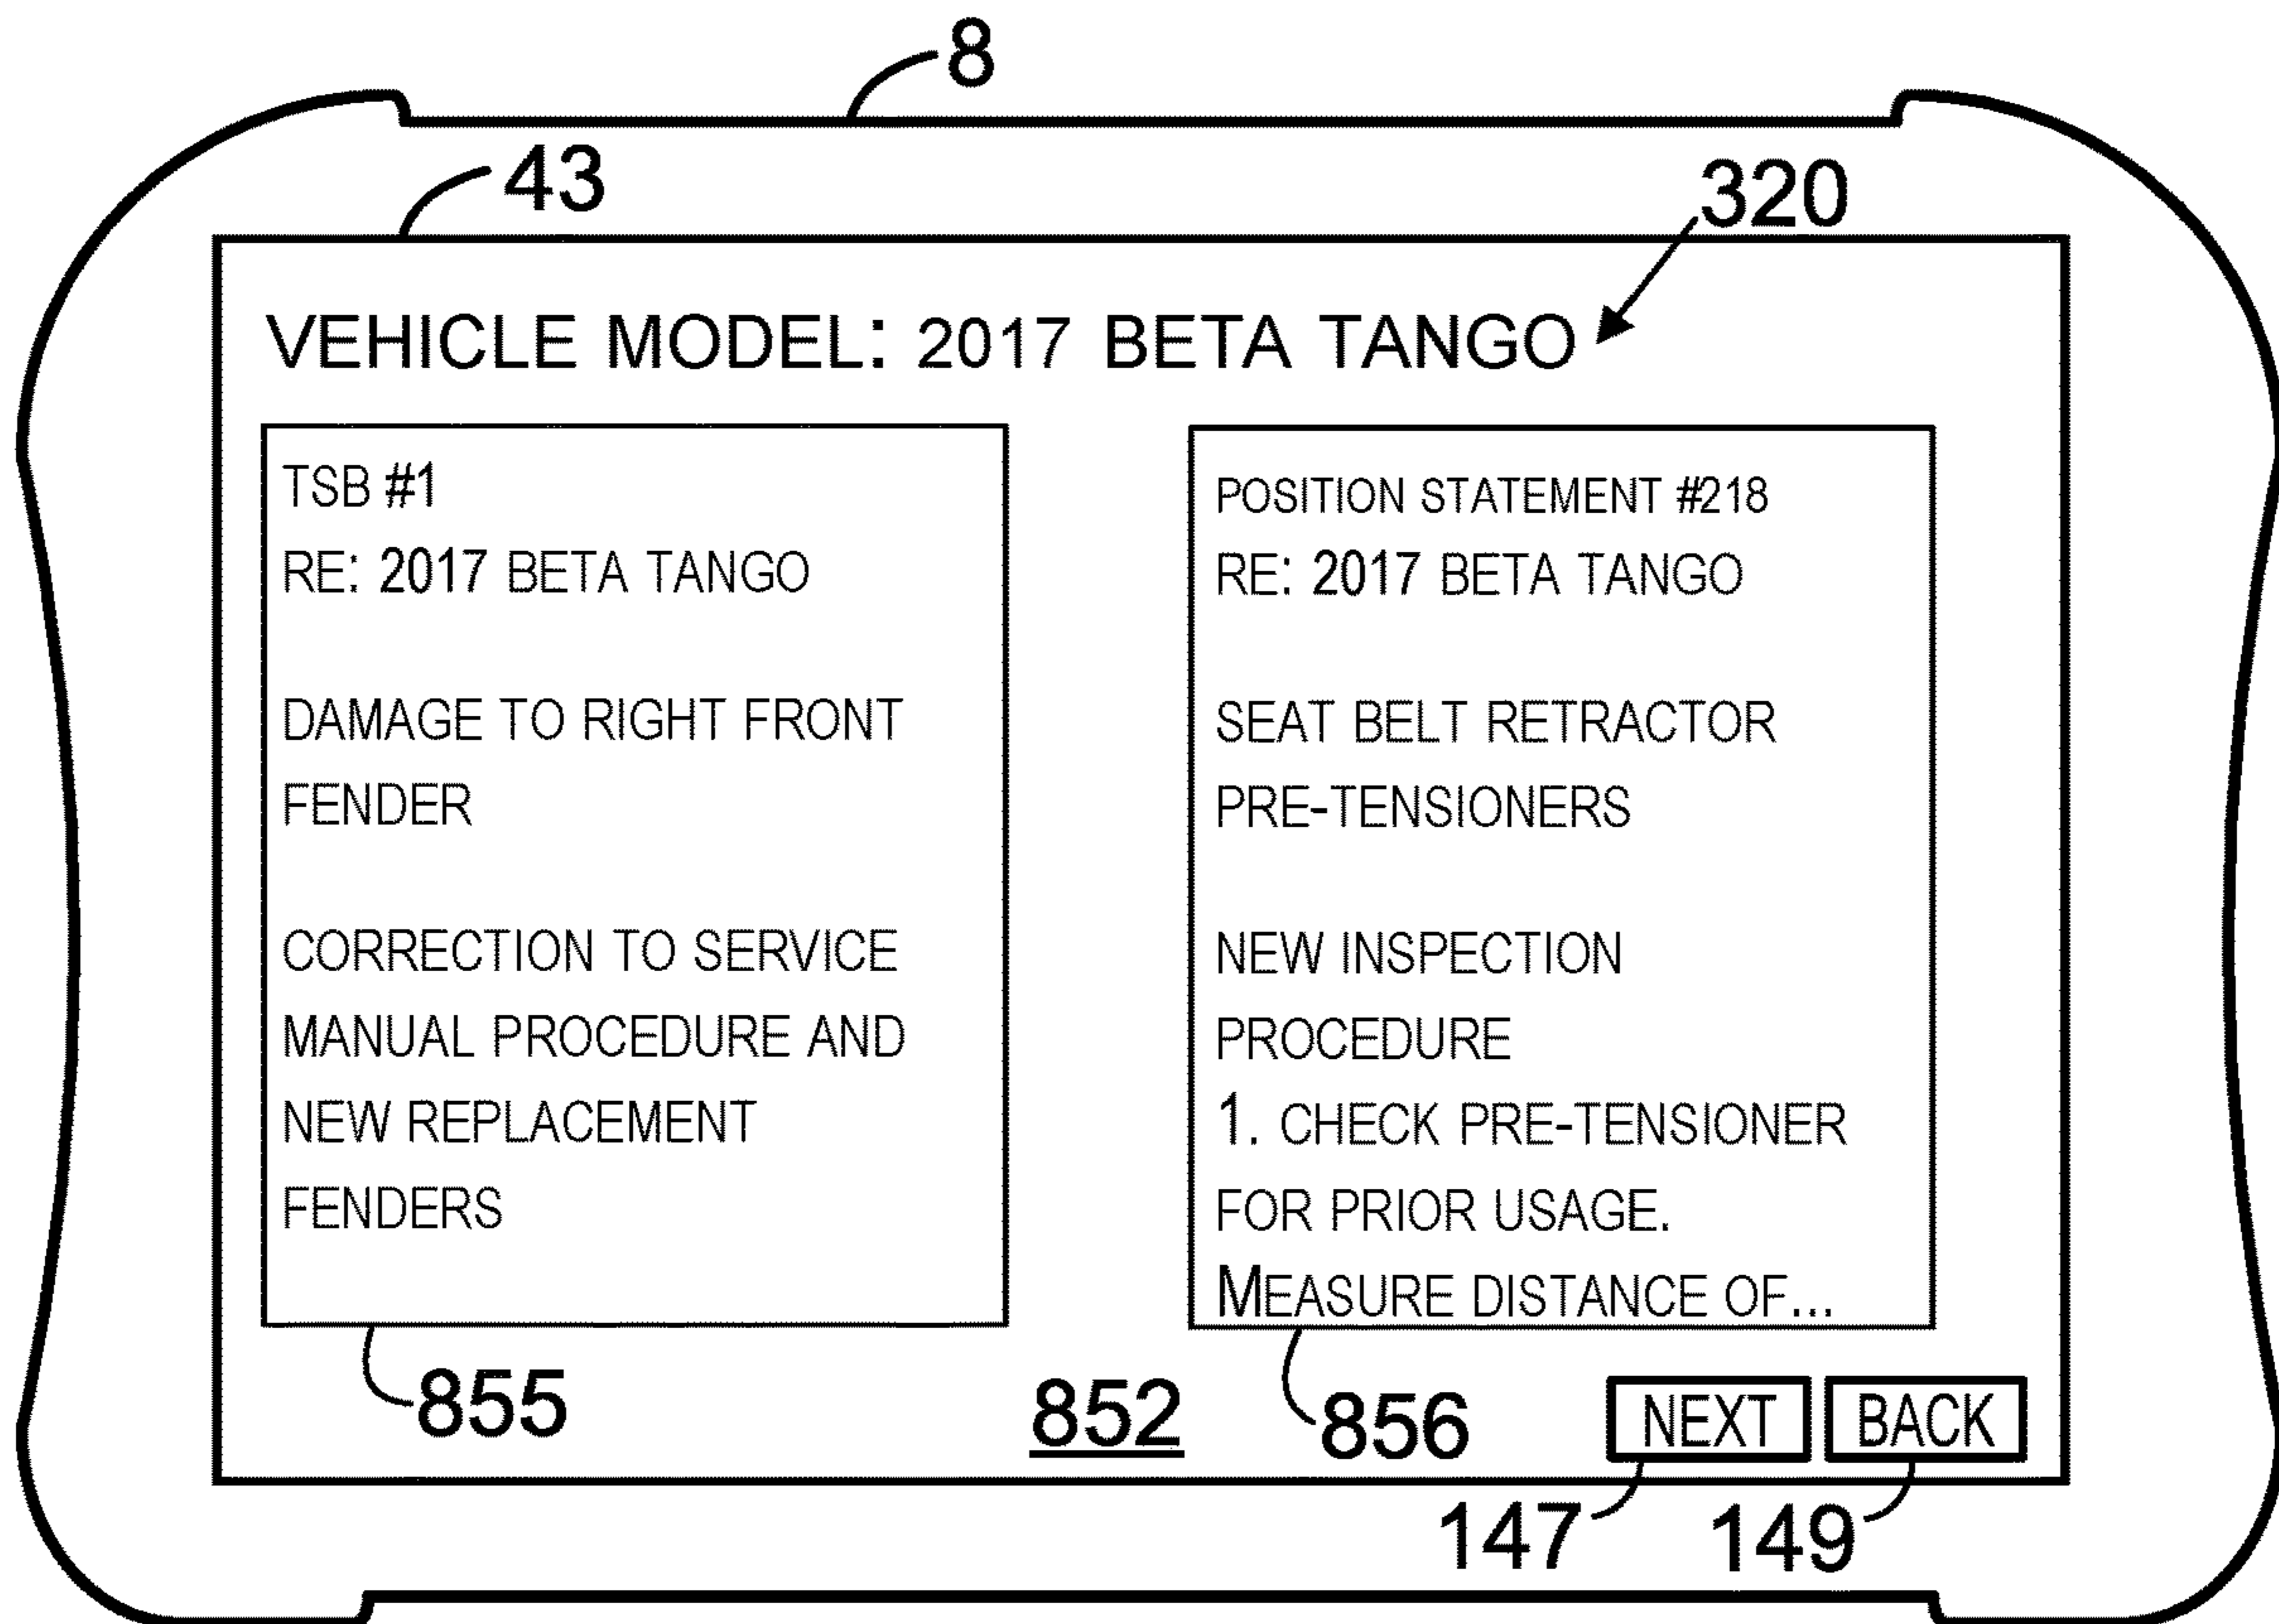 8
43
320
VEHICLE MODEL: 2017 BETA TANGO
TSB #1
RE: 2017 BETA TANGO
DAMAGE TO RIGHT FRONT
FENDER
CORRECTION TO SERVICE
MANUAL PROCEDURE AND
NEW REPLACEMENT
FENDERS
POSITION STATEMENT #218
RE: 2017 BETA TANGO
SEAT BELT RETRACTOR
PRE-TENSIONERS
NEW INSPECTION
PROCEDURE
1. CHECK PRE-TENSIONER
FOR PRIOR USAGE.
MEASURE DISTANCE OF...
855
852
856
NEXT
BACK
147
149